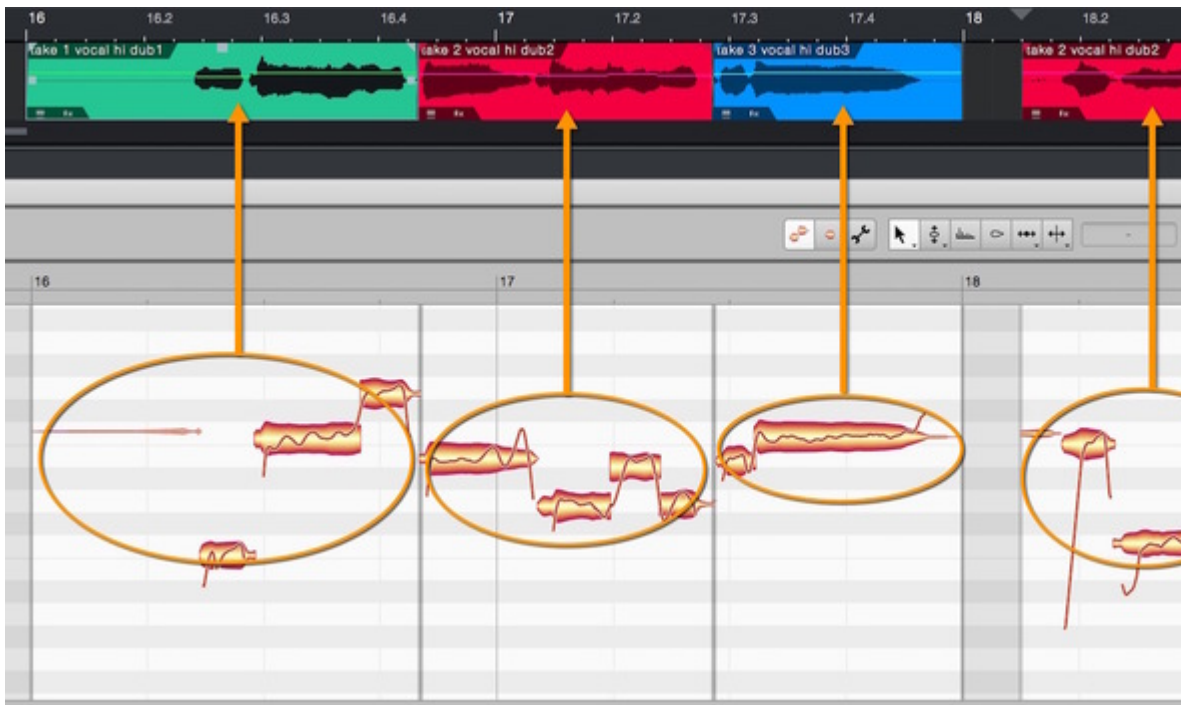 16 16.2 16.3 16.4 17 17.2 17.3 17.4 18 18.2
take 1 vocal hi dub1 take 2 vocal hi dub2 take 3 vocal hi dub3 take 2 vocal hi dub2
16 17 18